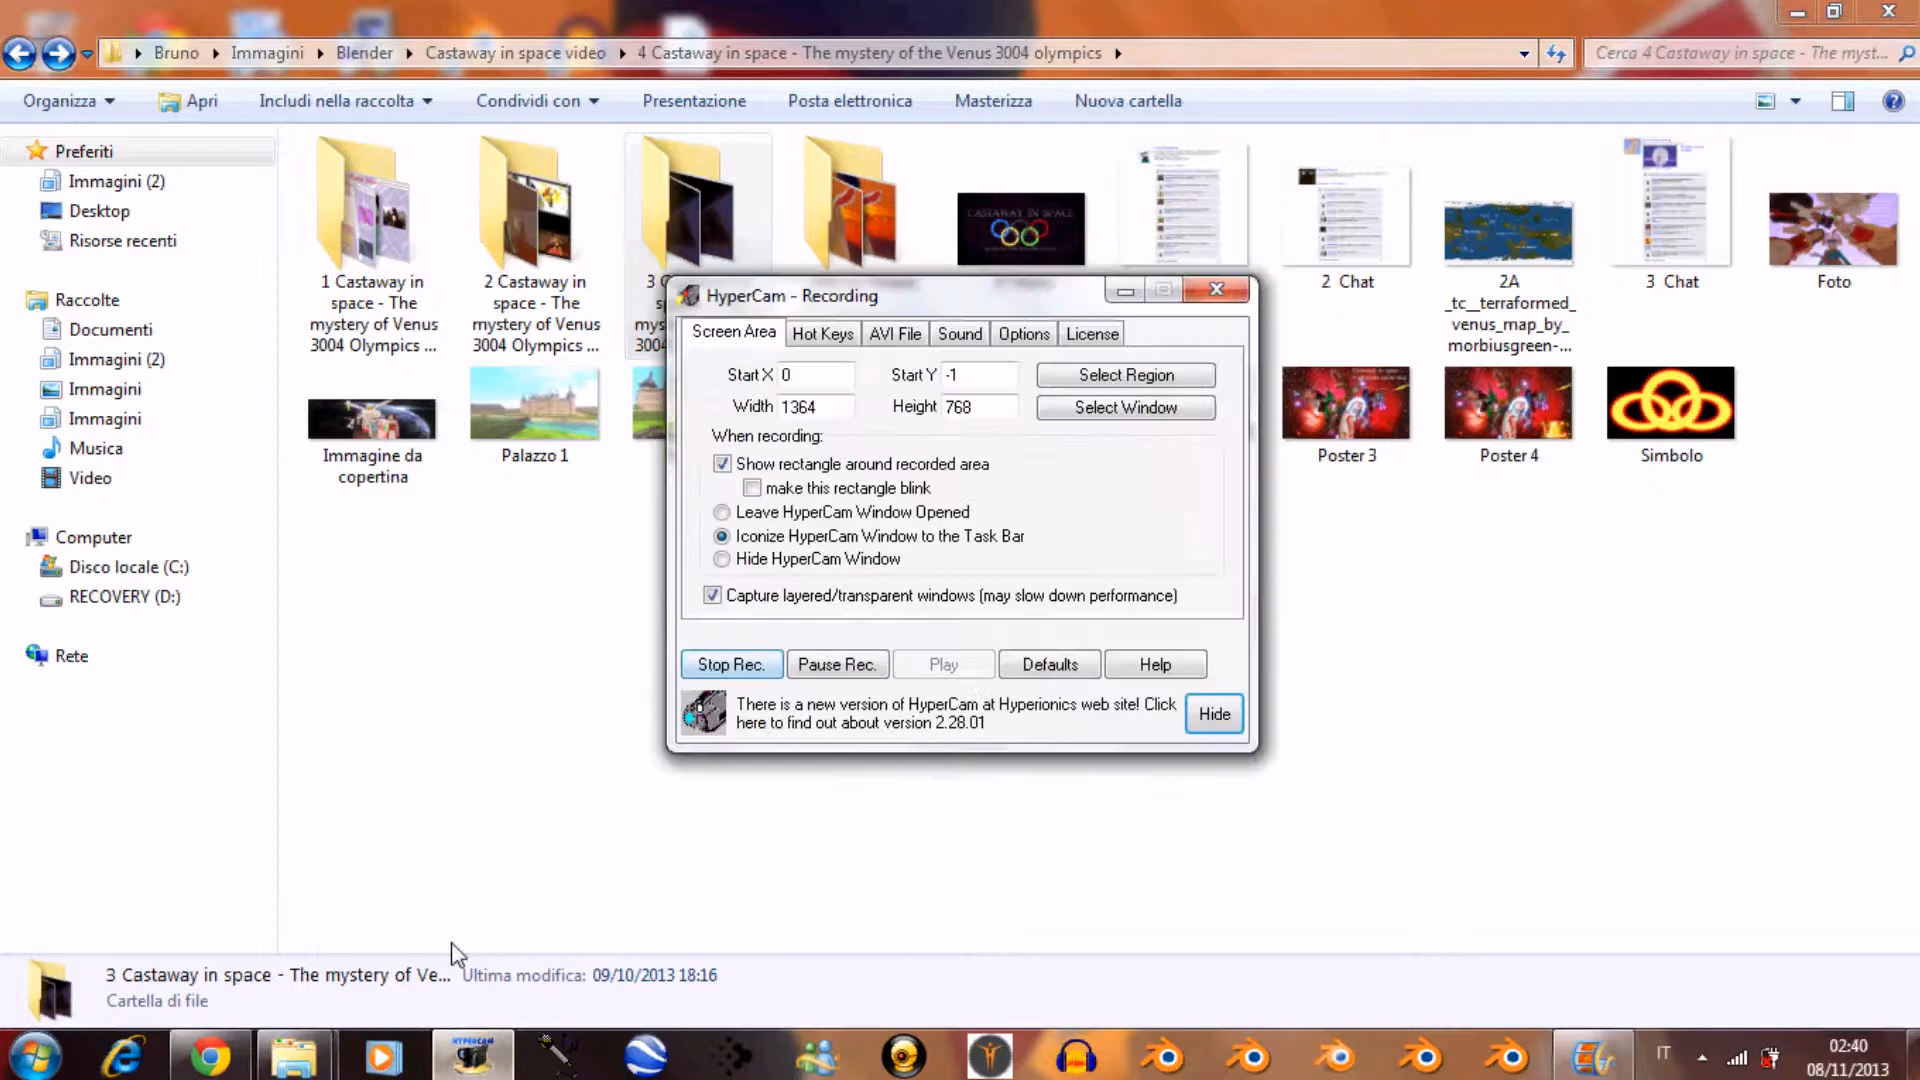 Bruno Immagini Blender Castaway in space video 4 Castaway in space - The mystery of the Venus 3004 olympics
Cerca 4 Castaway in space - The myst...
Organizza Apri Includi nella raccolta Condividi con Presentazione Posta elettronica Masterizza Nuova cartella
Preferiti
Immagini (2)
Desktop
Risorse recenti
Raccolte
Documenti
Immagini (2)
Immagini
Immagini
Musica
Video
Computer
Disco locale (C:)
RECOVERY (D:)
Rete
1 Castaway in
space - The
mystery of Venus
3004 Olympics ...
2 Castaway in
space - The
mystery of Venus
3004 Olympics ...
CASTAWAY IN SPACE
2 Chat
2A
_tc__terraformed_
venus_map_by_
morbiusgreen-...
3 Chat
Foto
Immagine da
copertina
Palazzo 1
Poster 3
Poster 4
Simbolo
HyperCam - Recording
Screen Area Hot Keys AVI File Sound Options License
Start X 0 Start Y -1 Select Region
Width 1364 Height 768 Select Window
When recording:
Show rectangle around recorded area
make this rectangle blink
Leave HyperCam Window Opened
Iconize HyperCam Window to the Task Bar
Hide HyperCam Window
Capture layered/transparent windows (may slow down performance)
Stop Rec. Pause Rec. Play Defaults Help
There is a new version of HyperCam at Hyperionics web site! Click
here to find out about version 2.28.01
Hide
3 Castaway in space - The mystery of Ve... Ultima modifica: 09/10/2013 18:16
Cartella di file
HYPERCAM
IT
02:40
08/11/2013